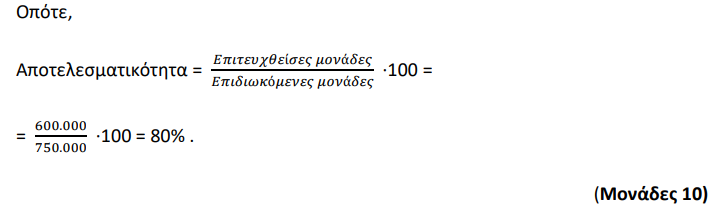 Οπότε,
Αποτελεσματικότητα = Επιτευχθείσες μονάδες / Επιδιωκόμενες μονάδες ·100 =
= 600.000 / 750.000 ·100 = 80% .
(Μονάδες 10)